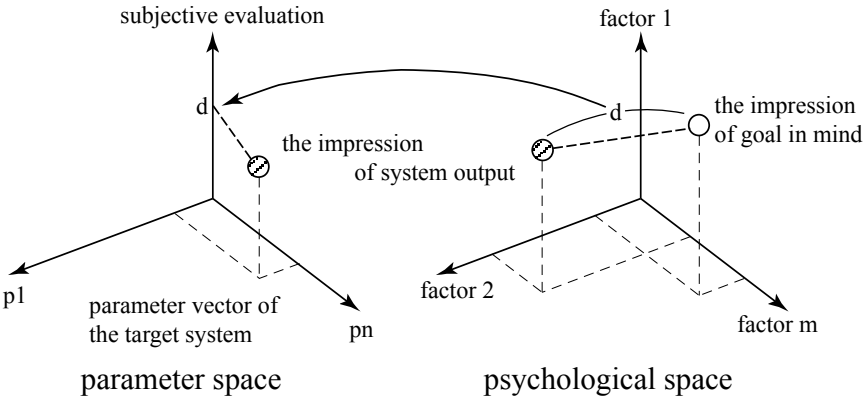 subjective evaluation
d
the impression
of system output
p1
parameter vector of
the target system
pn
parameter space
factor 1
d
the impression
of goal in mind
factor 2
factor m
psychological space